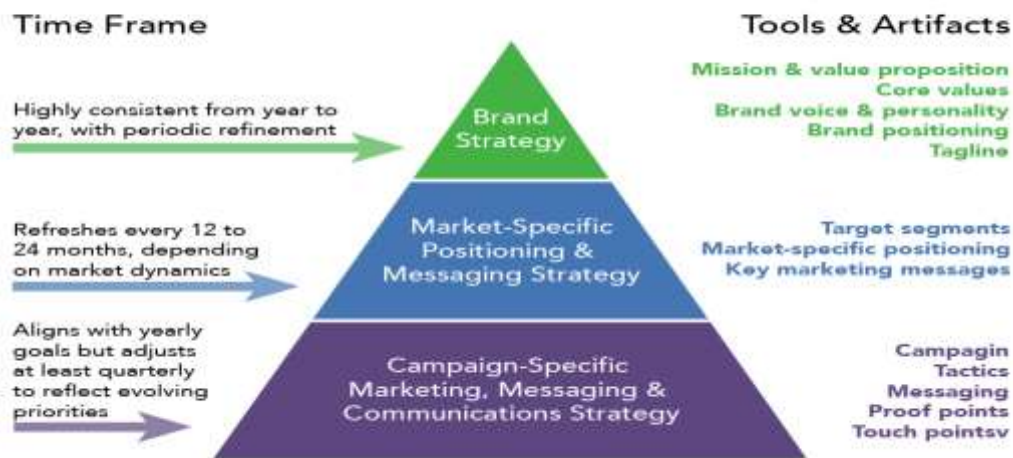 Time Frame
Tools & Artifacts
Highly consistent from year to
year, with periodic refinement
Brand
Strategy
Mission & value proposition
Core values
Brand voice & personality
Brand positioning
Tagline
Refreshes every 12 to
24 months, depending
on market dynamics
Market-Specific
Positioning &
Messaging Strategy
Target segments
Market-specific positioning
Key marketing messages
Aligns with yearly
goals but adjusts
at least quarterly
to reflect evolving
priorities
Campaign-Specific
Marketing, Messaging &
Communications Strategy
Campagin
Tactics
Messaging
Proof points
Touch pointsv